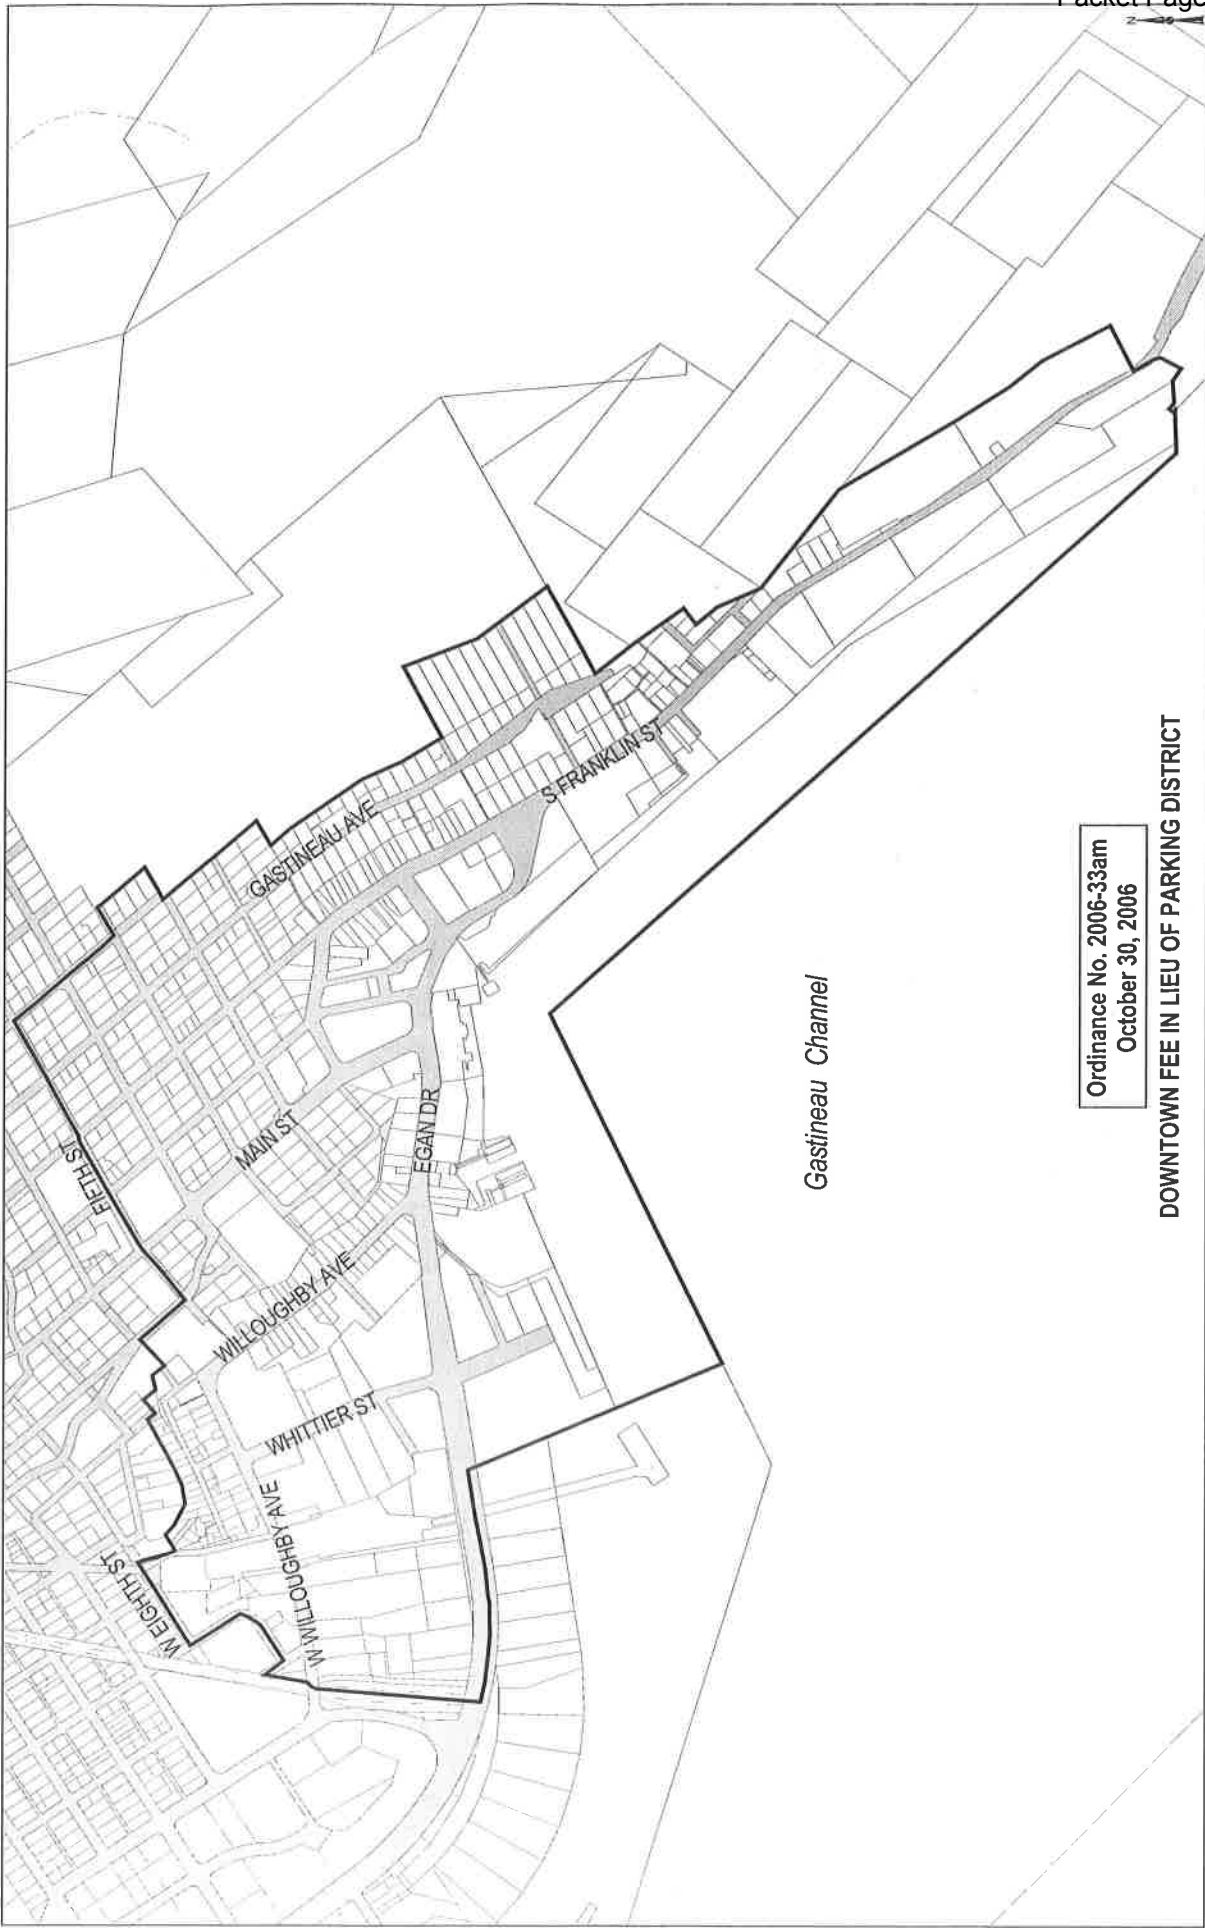 Packet Page
N
FIFTH ST
GASTINEAU AVE
MAIN ST
S FRANKLIN ST
EGAN DR
WILLOUGHBY AVE
WHITTIER ST
W EIGHTH ST
W WILLOUGHBY AVE
Gastineau Channel
Ordinance No. 2006-33am
October 30, 2006
DOWNTOWN FEE IN LIEU OF PARKING DISTRICT